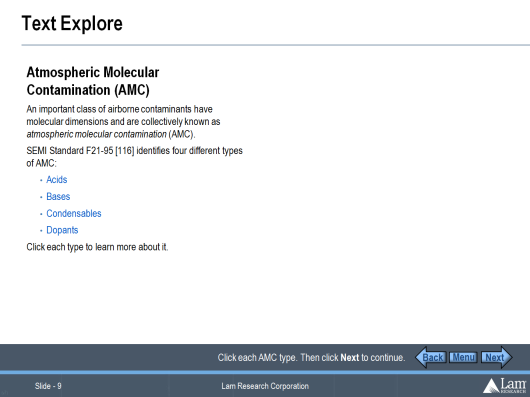 Text Explore
Atmospheric Molecular
Contamination (AMC)
An important class of airborne contaminants have
molecular dimensions and are collectively known as
atmospheric molecular contamination (AMC).
SEMI Standard F21-95 [116] identifies four different types
of AMC:
• Acids
• Bases
• Condensables
• Dopants
Click each type to learn more about it.
Click each AMC type. Then click Next to continue.
Back Menu Next
Slide - 9
Lam Research Corporation
Lam
RESEARCH